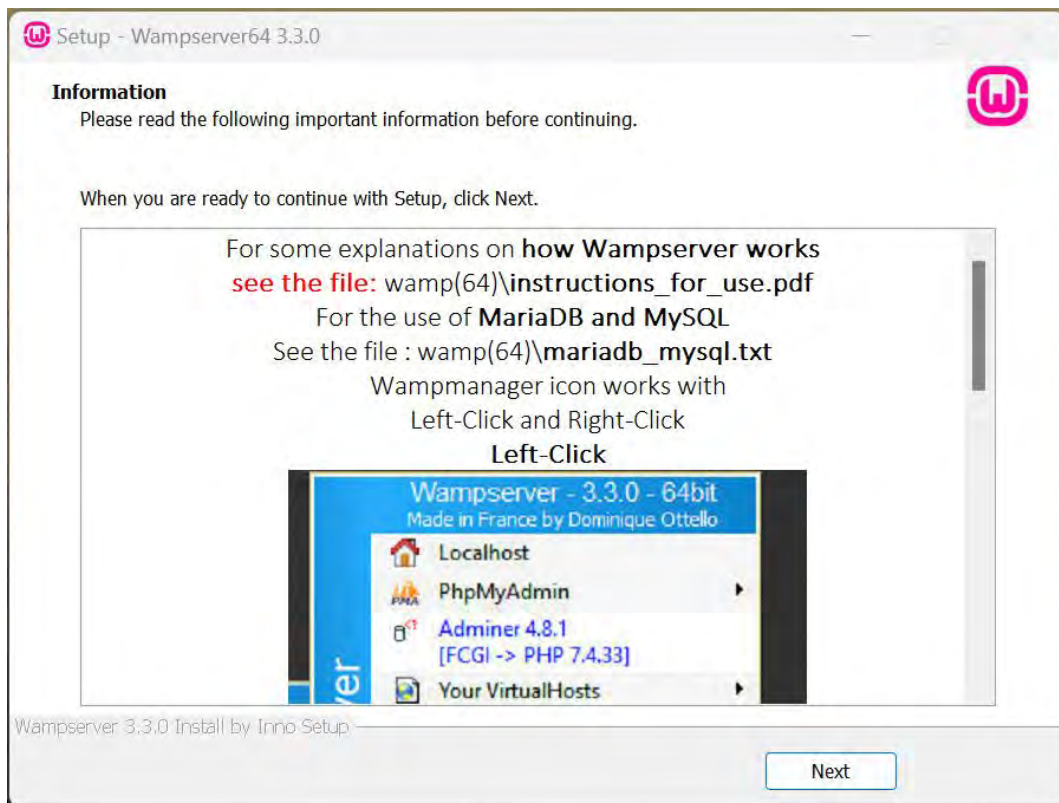 Setup - Wampserver64 3.3.0
Information
Please read the following important information before continuing.
When you are ready to continue with Setup, click Next.
For some explanations on how Wampserver works
see the file: wamp(64)\instructions_for_use.pdf
For the use of MariaDB and MySQL
See the file : wamp(64)\mariadb_mysql.txt
Wampmanager icon works with
Left-Click and Right-Click
Left-Click
Wampserver - 3.3.0 - 64bit
Made in France by Dominique Ottello
Localhost
PMA
PhpMyAdmin
Adminer 4.8.1
[FCGI -> PHP 7.4.33]
Your VirtualHosts
Wampserver 3.3.0 Install by Inno Setup
Next